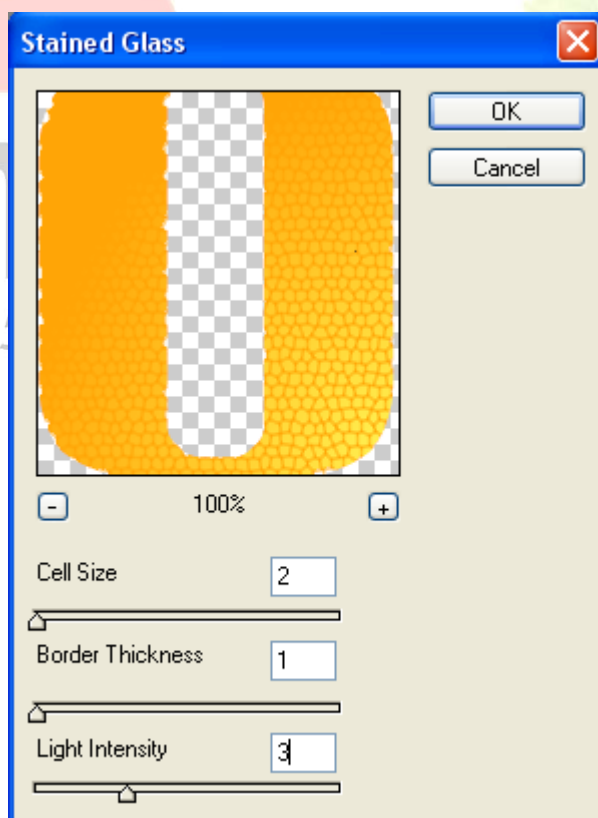 Stained Glass
OK
Cancel
-
100%
+
Cell Size
2
Border Thickness
1
Light Intensity
3